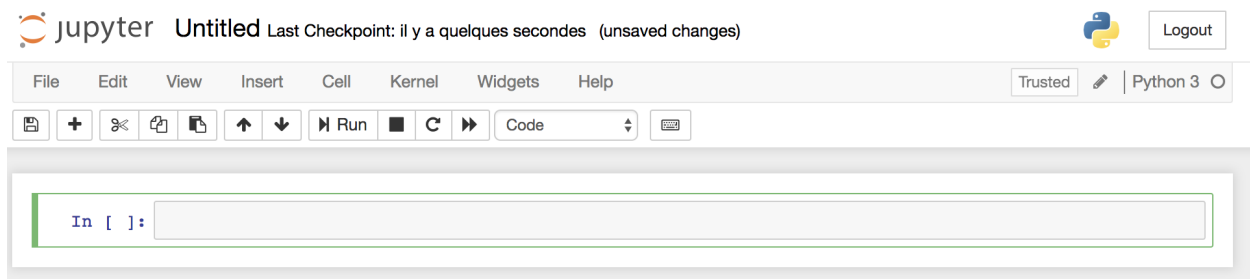 jupyter Untitled Last Checkpoint: il y a quelques secondes (unsaved changes) Logout
File Edit View Insert Cell Kernel Widgets Help Trusted Python 3
Run Code
In [ ]: